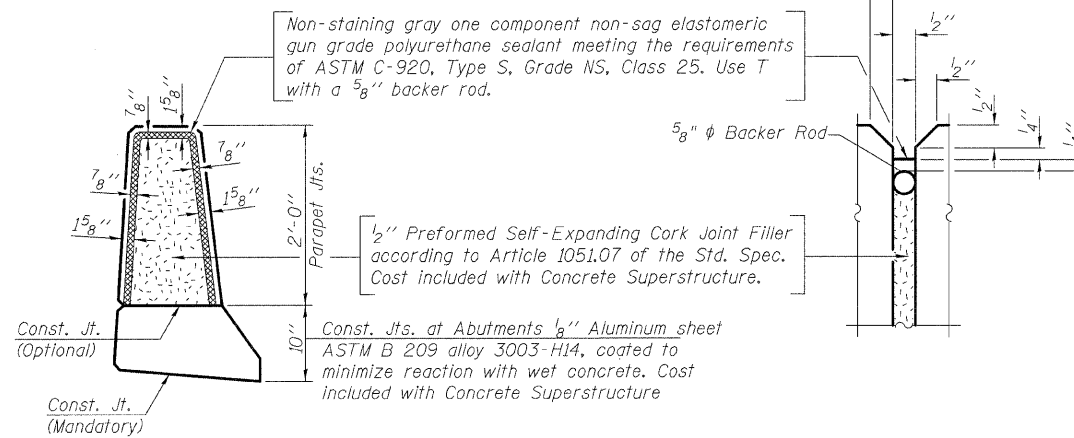 Non-staining gray one component non-sag elastomeric
gun grade polyurethane sealant meeting the requirements
of ASTM C-920, Type S, Grade NS, Class 25. Use T
with a 5/8" backer rod.
1/2"
1/2"
1/2"
1/4"
5/8" ϕ Backer Rod
7/8"
1 5/8"
7/8"
7/8"
1 5/8"
1 5/8"
2'-0"
Parapet Jts.
1/2" Preformed Self-Expanding Cork Joint Filler
according to Article 1051.07 of the Std. Spec.
Cost included with Concrete Superstructure.
Const. Jt.
(Optional)
10"
Const. Jts. at Abutments 1/8" Aluminum sheet
ASTM B 209 alloy 3003-H14, coated to
minimize reaction with wet concrete. Cost
included with Concrete Superstructure
Const. Jt.
(Mandatory)